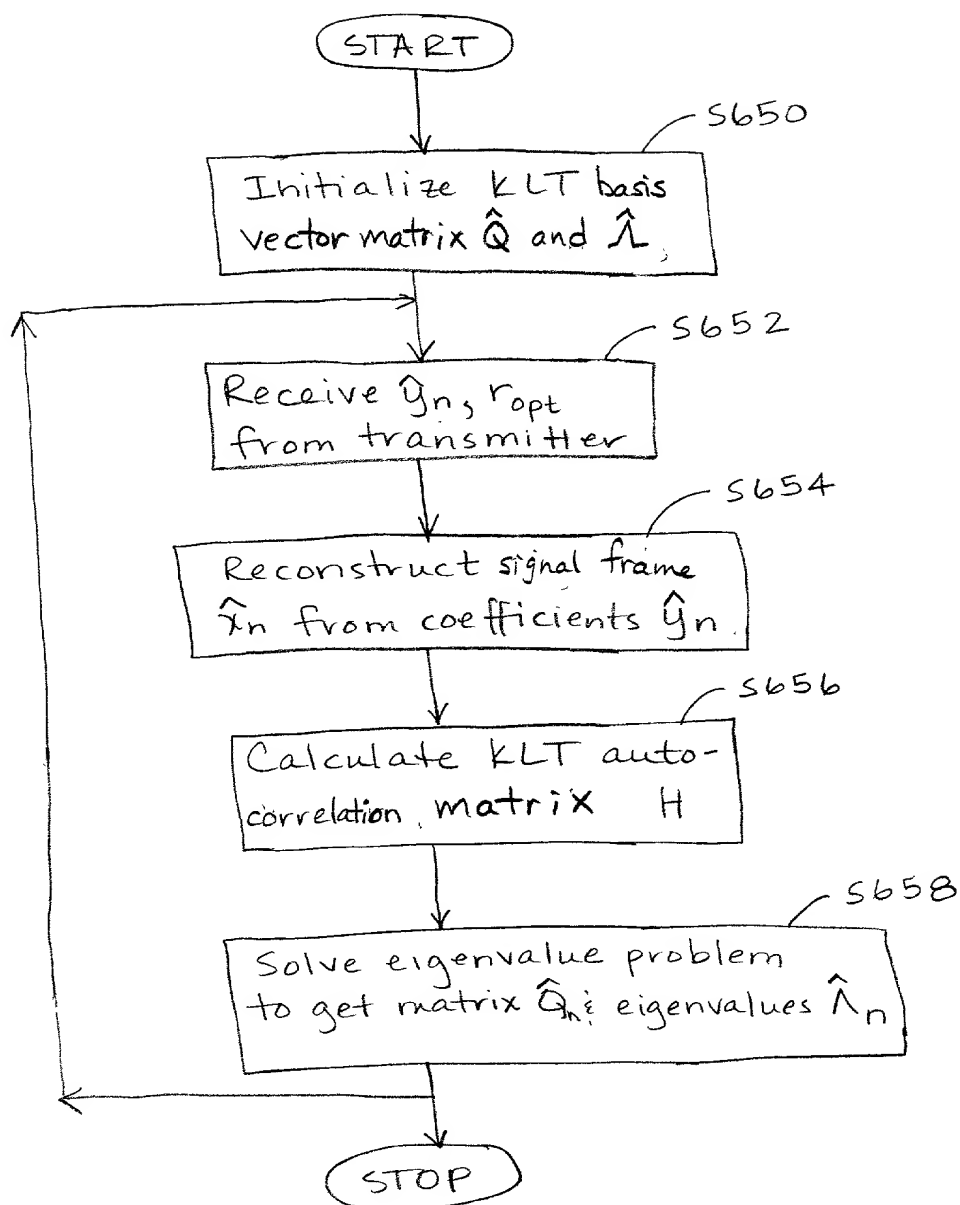 START
S650
Initialize KLT basis
vector matrix Q̂ and Λ̂
S652
Receive ŷn, ropt
from transmitter
S654
Reconstruct signal frame
x̂n from coefficients ŷn
S656
Calculate KLT auto-
correlation matrix H
S658
Solve eigenvalue problem
to get matrix Q̂n & eigenvalues Λ̂n
STOP